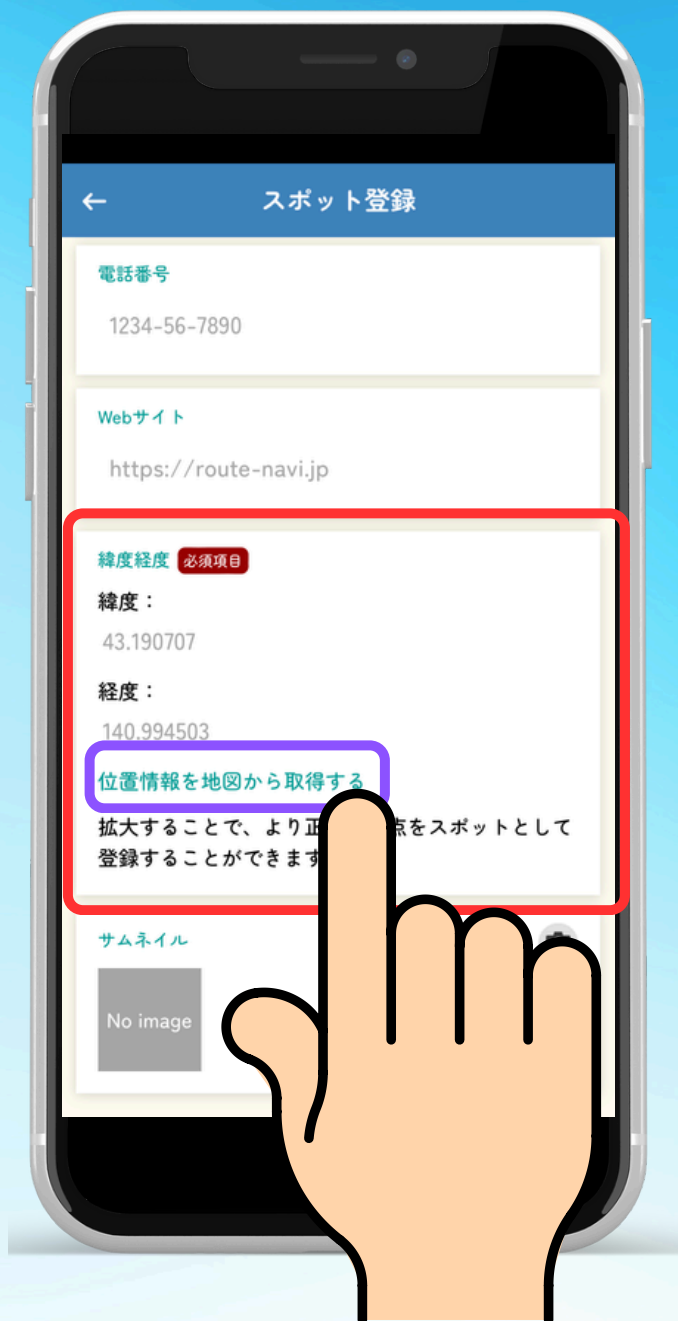 スポット登録
電話番号
1234-56-7890
Webサイト
https://route-navi.jp
緯度経度 必須項目
緯度：
43.190707
経度：
140.994503
位置情報を地図から取得する
拡大することで、より正 点をスポットとして
登録することができます
サムネイル
No image